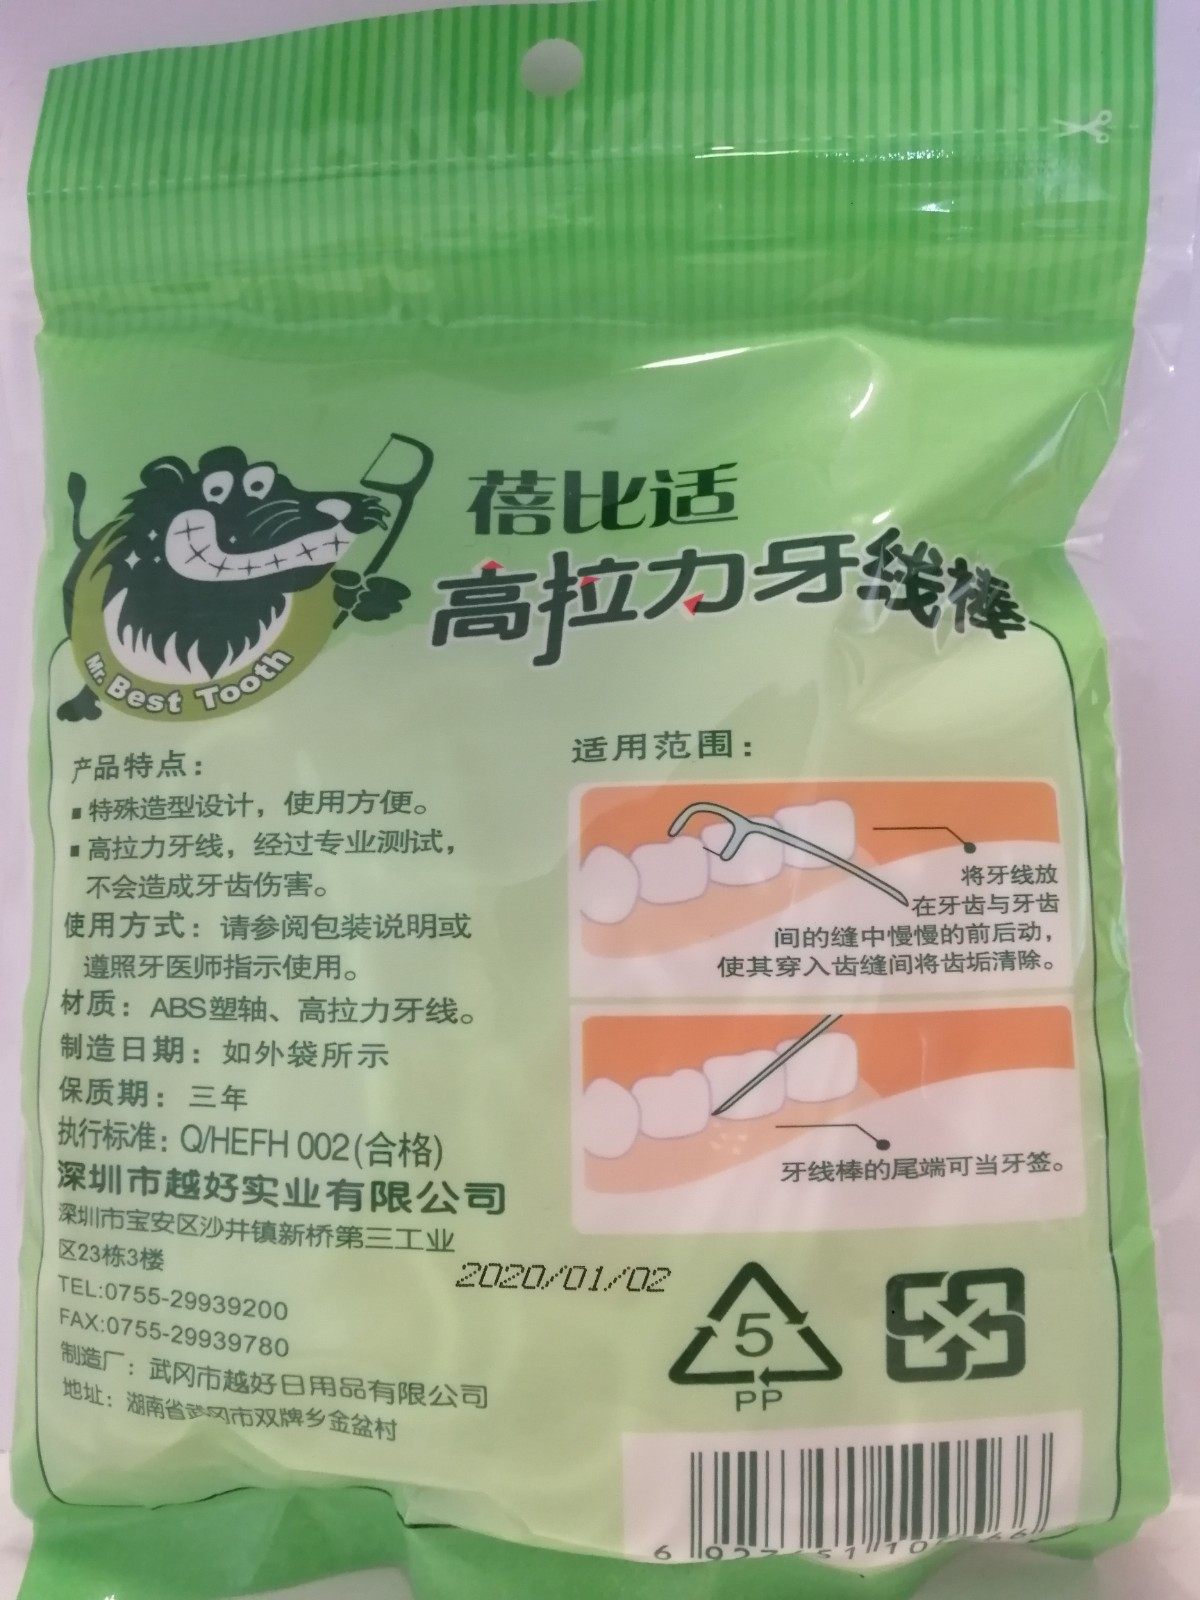 蓓比适
高拉力牙线棒
Mr. Best Tooth
产品特点：
▪特殊造型设计，使用方便。
▪高拉力牙线，经过专业测试，
不会造成牙齿伤害。
使用方式：请参阅包装说明或
遵照牙医师指示使用。
材质：ABS塑轴、高拉力牙线。
制造日期：如外袋所示
保质期：三年
执行标准：Q/HEFH 002(合格)
深圳市越好实业有限公司
深圳市宝安区沙井镇新桥第三工业
区23栋3楼
TEL:0755-29939200
FAX:0755-29939780
制造厂：武冈市越好日用品有限公司
地址：湖南省武冈市双牌乡金盆村
2020/01/02
适用范围：
将牙线放
在牙齿与牙齿
间的缝中慢慢的前后动，
使其穿入齿缝间将齿垢清除。
牙线棒的尾端可当牙签。
5
PP